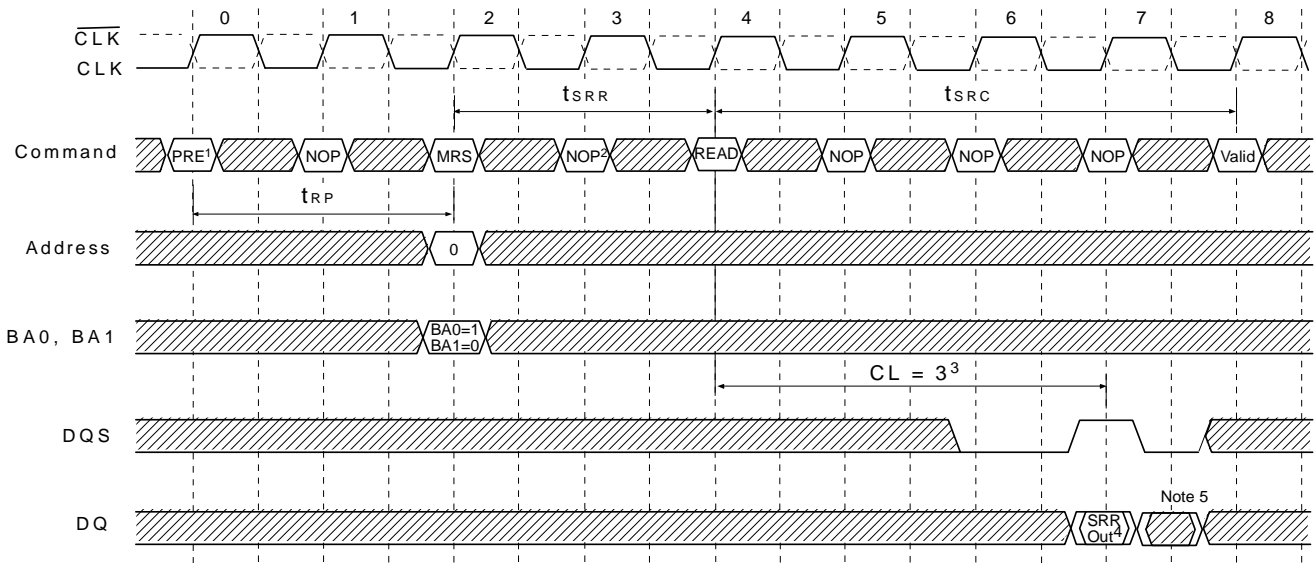 0 1 2 3 4 5 6 7 8
CLK
CLK
tSRR tSRC
Command PRE1 NOP MRS NOP2 READ NOP NOP NOP Valid
tRP
Address 0
BA0, BA1 BA0=1
BA1=0
CL = 33
DQS
Note 5
DQ SRR
Out4